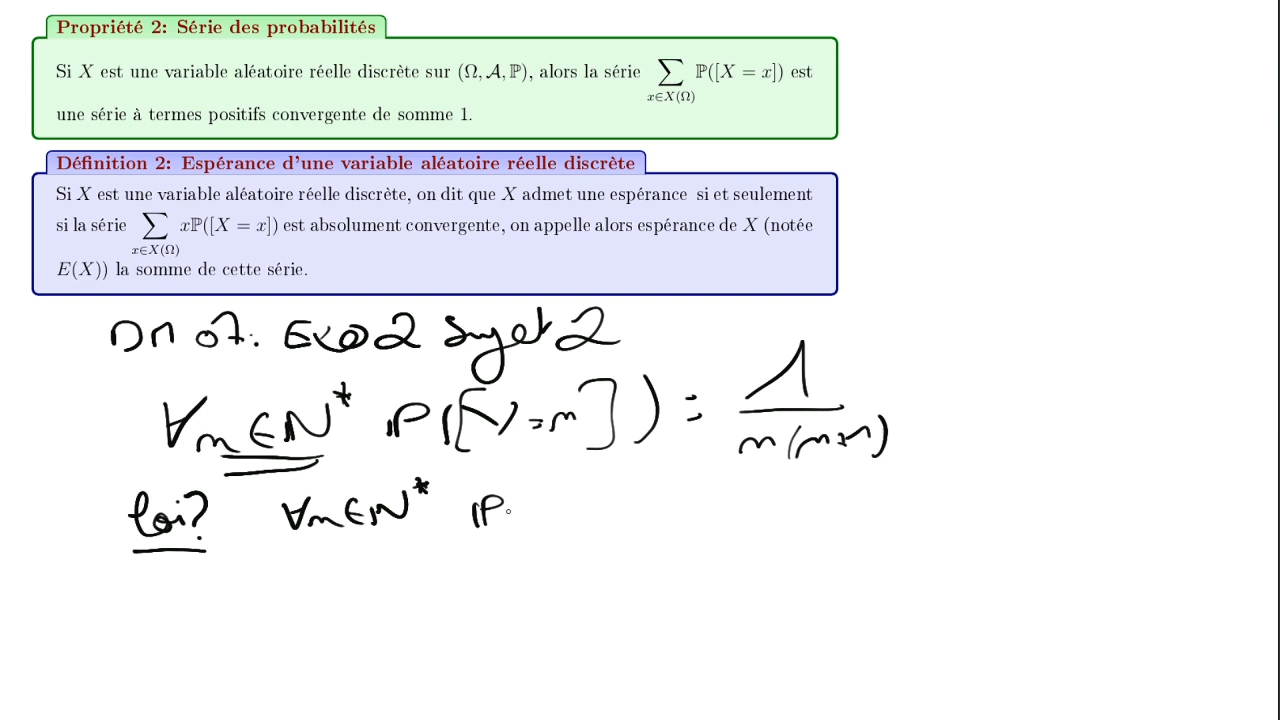 Propriété 2: Série des probabilités
Si X est une variable aléatoire réelle discrète sur (Ω, 𝒜, ℙ), alors la série ∑_{x∈X(Ω)} ℙ([X = x]) est
une série à termes positifs convergente de somme 1.
Définition 2: Espérance d'une variable aléatoire réelle discrète
Si X est une variable aléatoire réelle discrète, on dit que X admet une espérance si et seulement
si la série ∑_{x∈X(Ω)} xℙ([X = x]) est absolument convergente, on appelle alors espérance de X (notée
E(X)) la somme de cette série.
DM 07. Exo 2 Sujet 2
∀n∈ℕ* ℙ([X=n]) = 1/n(n+1)
loi? ∀n∈ℕ* ℙ